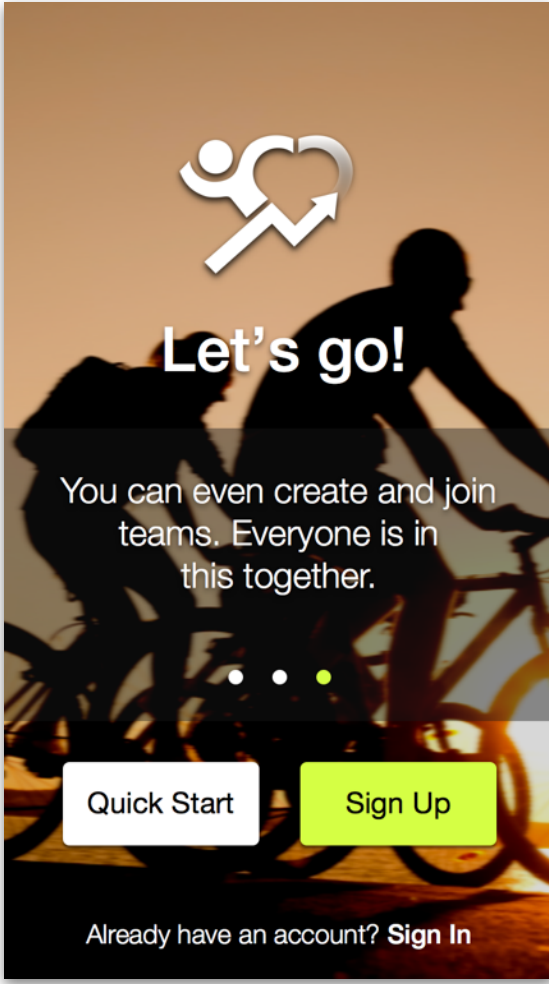 Let's go!
You can even create and join
teams. Everyone is in
this together.
Quick Start
Sign Up
Already have an account? Sign In